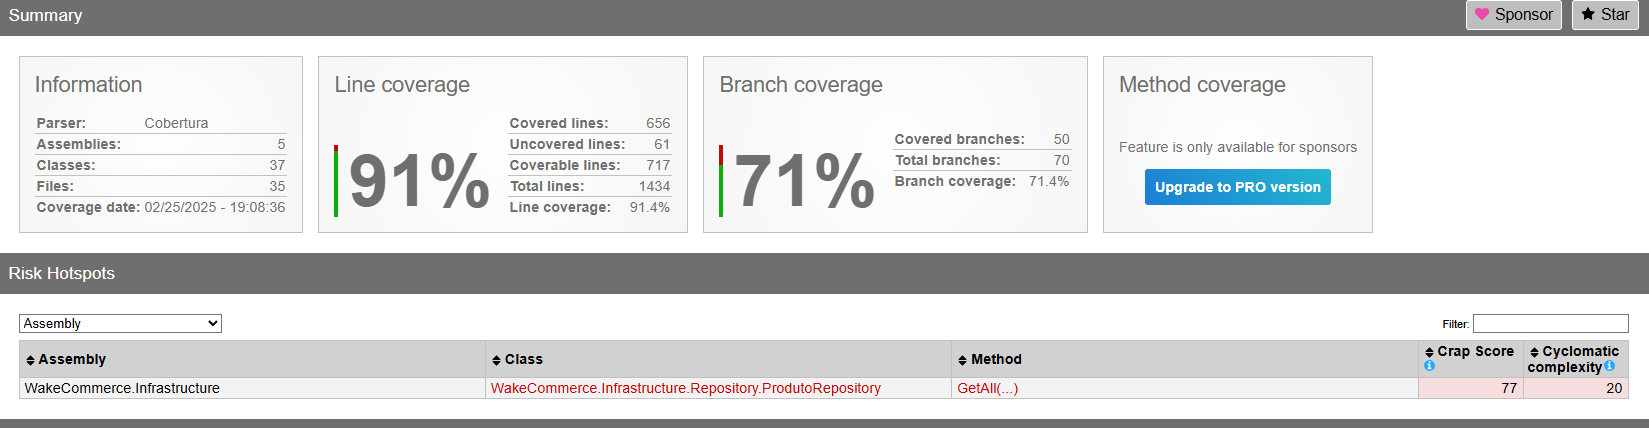 Summary
Sponsor
Star
Information
Parser: Cobertura
Assemblies: 5
Classes: 37
Files: 35
Coverage date: 02/25/2025 - 19:08:36
Line coverage
91%
Covered lines: 656
Uncovered lines: 61
Coverable lines: 717
Total lines: 1434
Line coverage: 91.4%
Branch coverage
71%
Covered branches: 50
Total branches: 70
Branch coverage: 71.4%
Method coverage
Feature is only available for sponsors
Upgrade to PRO version
Risk Hotspots
Assembly
Filter:
Assembly Class Method Crap Score Cyclomatic complexity
WakeCommerce.Infrastructure WakeCommerce.Infrastructure.Repository.ProdutoRepository GetAll(...) 77 20